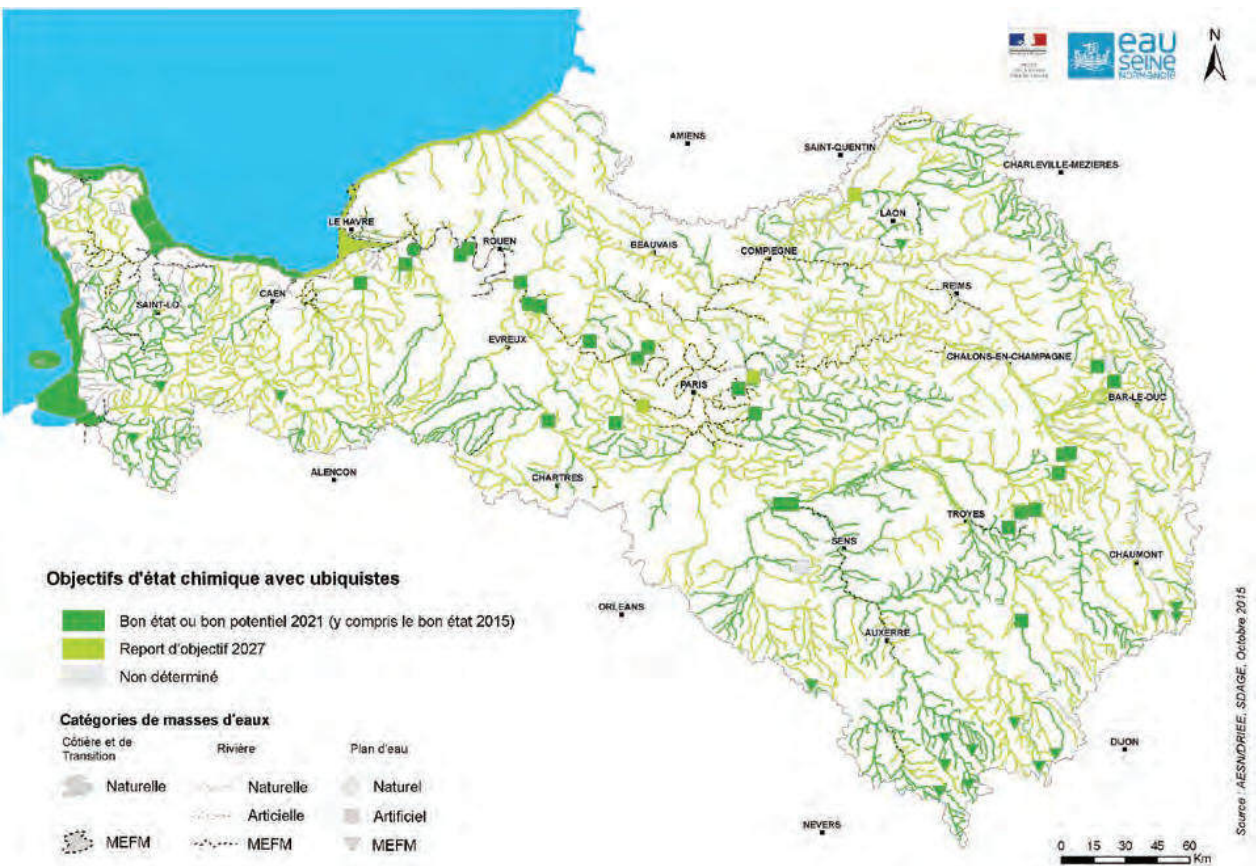 eau
SEINE
NORMANDIE
N
AMIENS
SAINT-QUENTIN
CHARLEVILLE-MEZIERES
LE HAVRE
ROUEN
LAON
BEAUVAIS
COMPIEGNE
REIMS
SAINT-LO
CAEN
EVREUX
CHALONS-EN-CHAMPAGNE
PARIS
BAR-LE-DUC
ALENCON
CHARTRES
TROYES
SENS
CHAUMONT
ORLEANS
AUXERRE
DIJON
NEVERS
Objectifs d'état chimique avec ubiquistes
Bon état ou bon potentiel 2021 (y compris le bon état 2015)
Report d'objectif 2027
Non déterminé
Catégories de masses d'eaux
Côtière et de
Transition
Rivière
Plan d'eau
Naturelle
Naturelle
Naturel
Articielle
Artificiel
MEFM
MEFM
MEFM
0 15 30 45 60
Km
Source : AESN/DRIEE, SDAGE, Octobre 2015